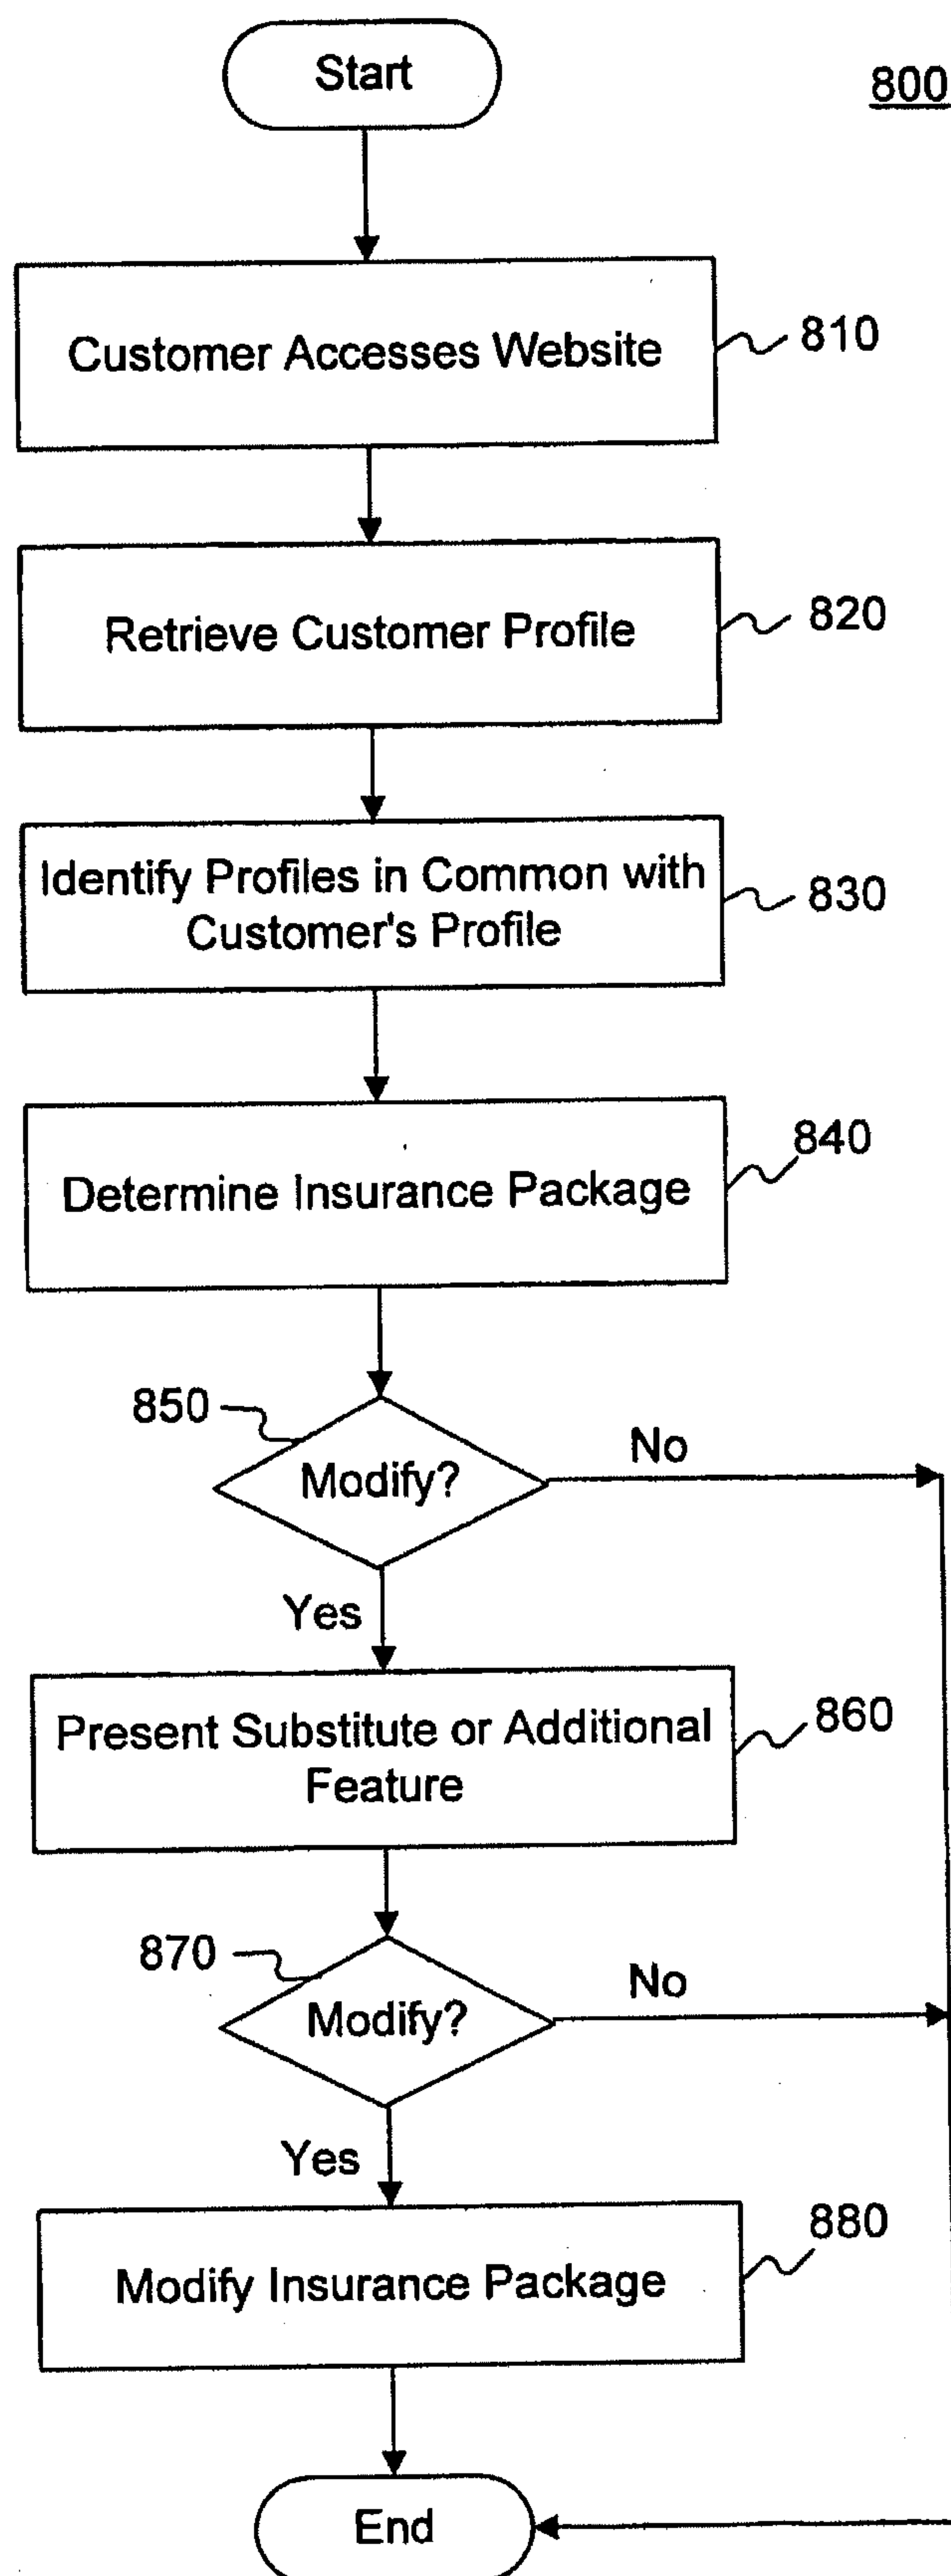 Start
800
Customer Accesses Website
810
Retrieve Customer Profile
820
Identify Profiles in Common with
Customer's Profile
830
Determine Insurance Package
840
850
Modify?
No
Yes
Present Substitute or Additional
Feature
860
870
Modify?
No
Yes
Modify Insurance Package
880
End